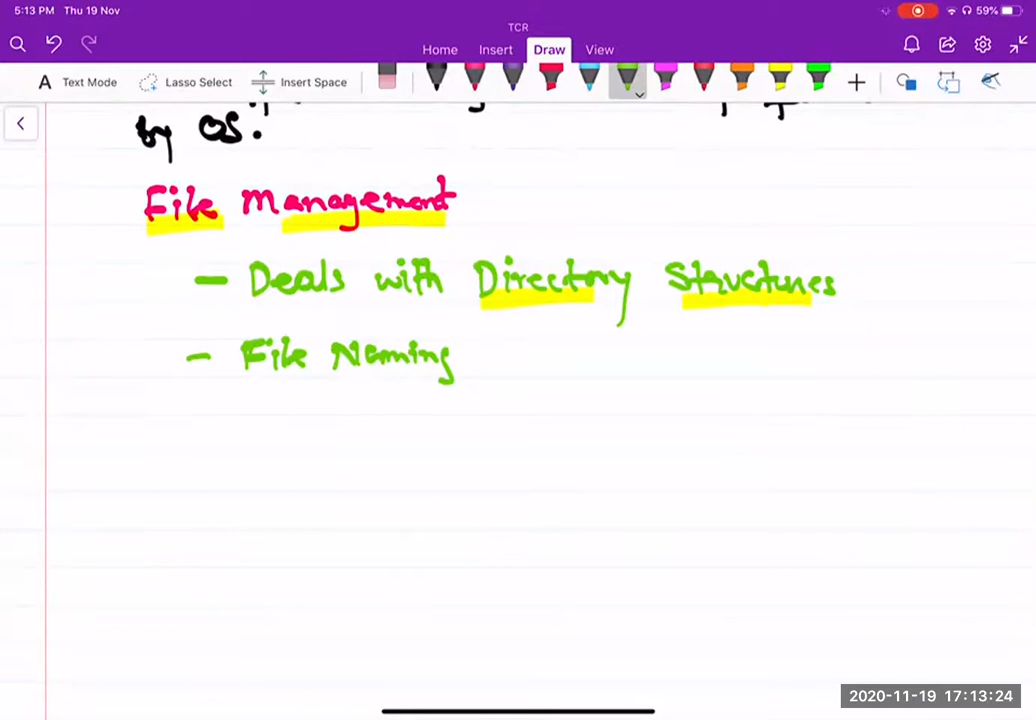 5:13 PM Thu 19 Nov
59%
TCR
Home Insert Draw View
A Text Mode Lasso Select Insert Space
by OS.
File Management
- Deals with Directory Structures
- File Naming
2020-11-19 17:13:24